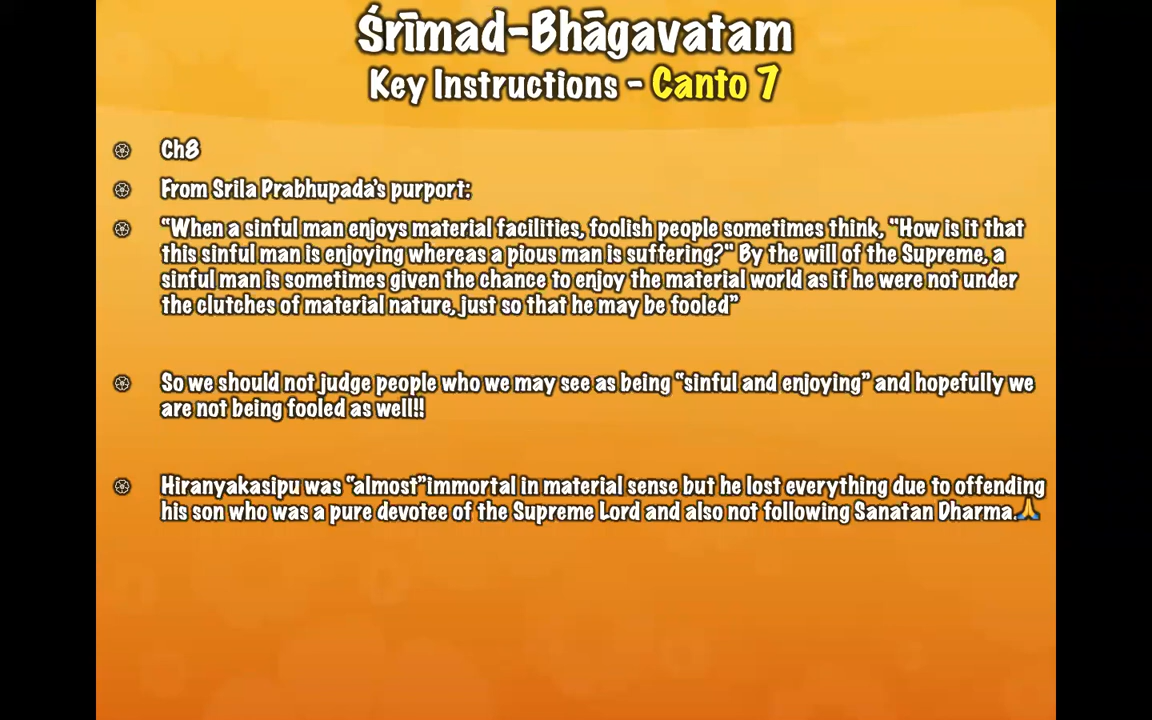 Śrīmad-Bhāgavatam
Key Instructions - Canto 7
Ch8
From Srila Prabhupada's purport:
“When a sinful man enjoys material facilities, foolish people sometimes think, "How is it that
this sinful man is enjoying whereas a pious man is suffering?" By the will of the Supreme, a
sinful man is sometimes given the chance to enjoy the material world as if he were not under
the clutches of material nature, just so that he may be fooled”
So we should not judge people who we may see as being “sinful and enjoying” and hopefully we
are not being fooled as well!!
Hiranyakasipu was “almost”immortal in material sense but he lost everything due to offending
his son who was a pure devotee of the Supreme Lord and also not following Sanatan Dharma.🙏